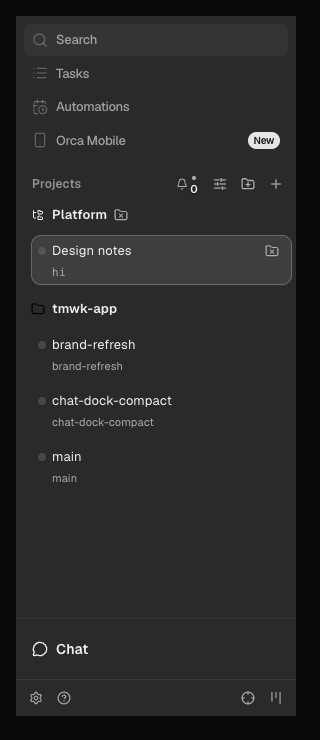 Search
Tasks
Automations
Orca Mobile New
Projects 0
Platform
Design notes
hi
tmwk-app
brand-refresh
brand-refresh
chat-dock-compact
chat-dock-compact
main
main
Chat